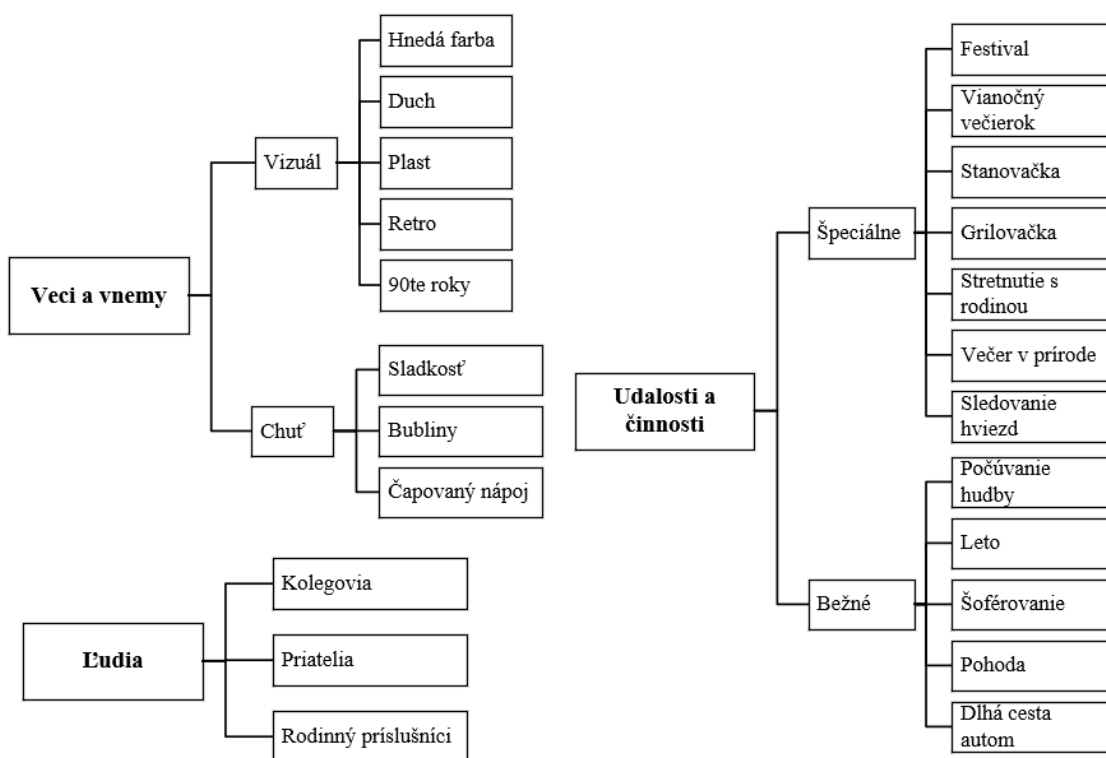 Veci a vnemy
Vizuál
Hnedá farba
Duch
Plast
Retro
90te roky
Chuť
Sladkosť
Bubliny
Čapovaný nápoj
Ľudia
Kolegovia
Priatelia
Rodinný príslušníci
Udalosti a
činnosti
Špeciálne
Festival
Vianočný
večierok
Stanovačka
Grilovačka
Stretnutie s
rodinou
Večer v prírode
Sledovanie
hviezd
Bežné
Počúvanie
hudby
Leto
Šoférovanie
Pohoda
Dlhá cesta
autom